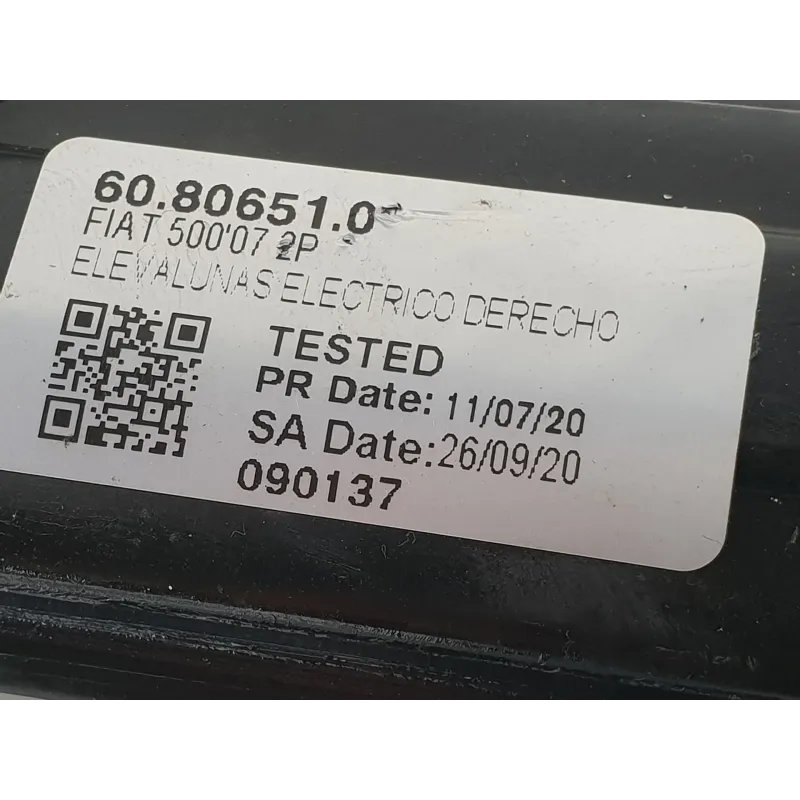 60.80651.0
FIAT 500'07 2P
ELEVALUNAS ELECTRICO DERECHO
TESTED
PR Date: 11/07/20
SA Date:26/09/20
090137